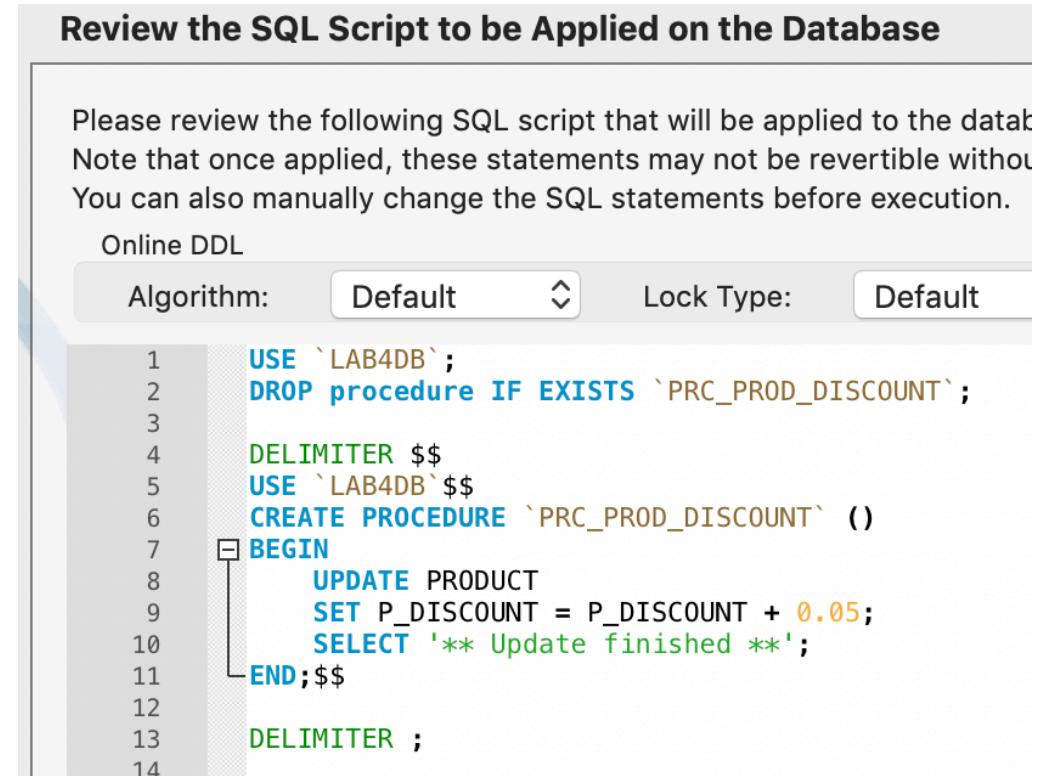 Review the SQL Script to be Applied on the Database
Please review the following SQL script that will be applied to the
Note that once applied, these statements may not be revertible
You can also manually change the SQL statements before execution.
Online DDL
Algorithm: Default Lock Type: Default
1 USE `LAB4DB`;
2 DROP procedure IF EXISTS `PRC_PROD_DISCOUNT`;
3
4 DELIMITER $$
5 USE `LAB4DB`$$
6 CREATE PROCEDURE `PRC_PROD_DISCOUNT` ()
7 BEGIN
8 UPDATE PRODUCT
9 SET P_DISCOUNT = P_DISCOUNT + 0.05;
10 SELECT '** Update finished **';
11 END;$$
12
13 DELIMITER ;
14